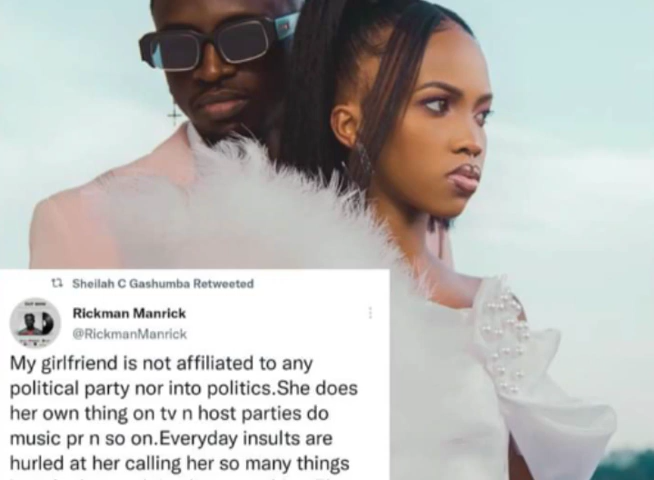 Sheilah C Gashumba Retweeted
Rickman Manrick
@RickmanManrick
My girlfriend is not affiliated to any
political party nor into politics.She does
her own thing on tv n host parties do
music pr n so on.Everyday insults are
hurled at her calling her so many things